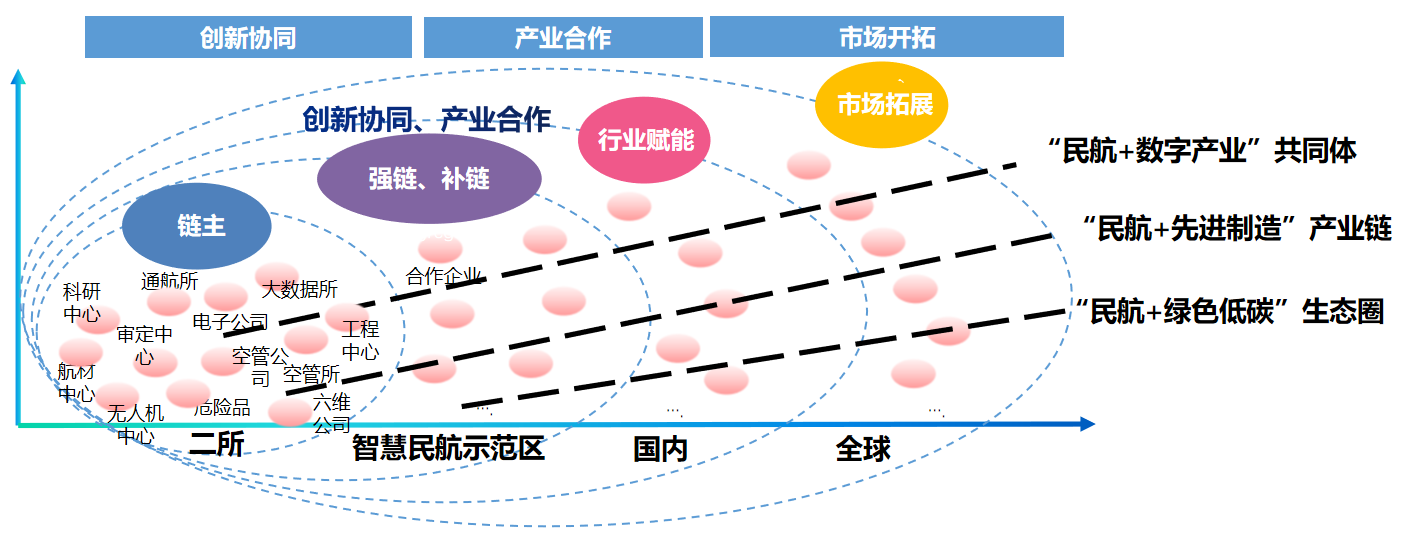 创新协同
产业合作
市场开拓
创新协同、产业合作
市场拓展
行业赋能
强链、补链
链主
“民航+数字产业”共同体
“民航+先进制造”产业链
“民航+绿色低碳”生态圈
科研
中心
通航所
大数据所
合作企业
审定中
心
电子公司
工程
中心
航材
中心
空管公
司
空管所
无人机
中心
危险品
六维
公司
….
….
….
二所
智慧民航示范区
国内
全球